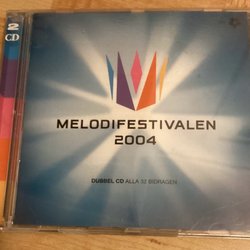 2
CD
MELODIFESTIVALEN
2004
DUBBEL CD ALLA 32 BIDRAGEN